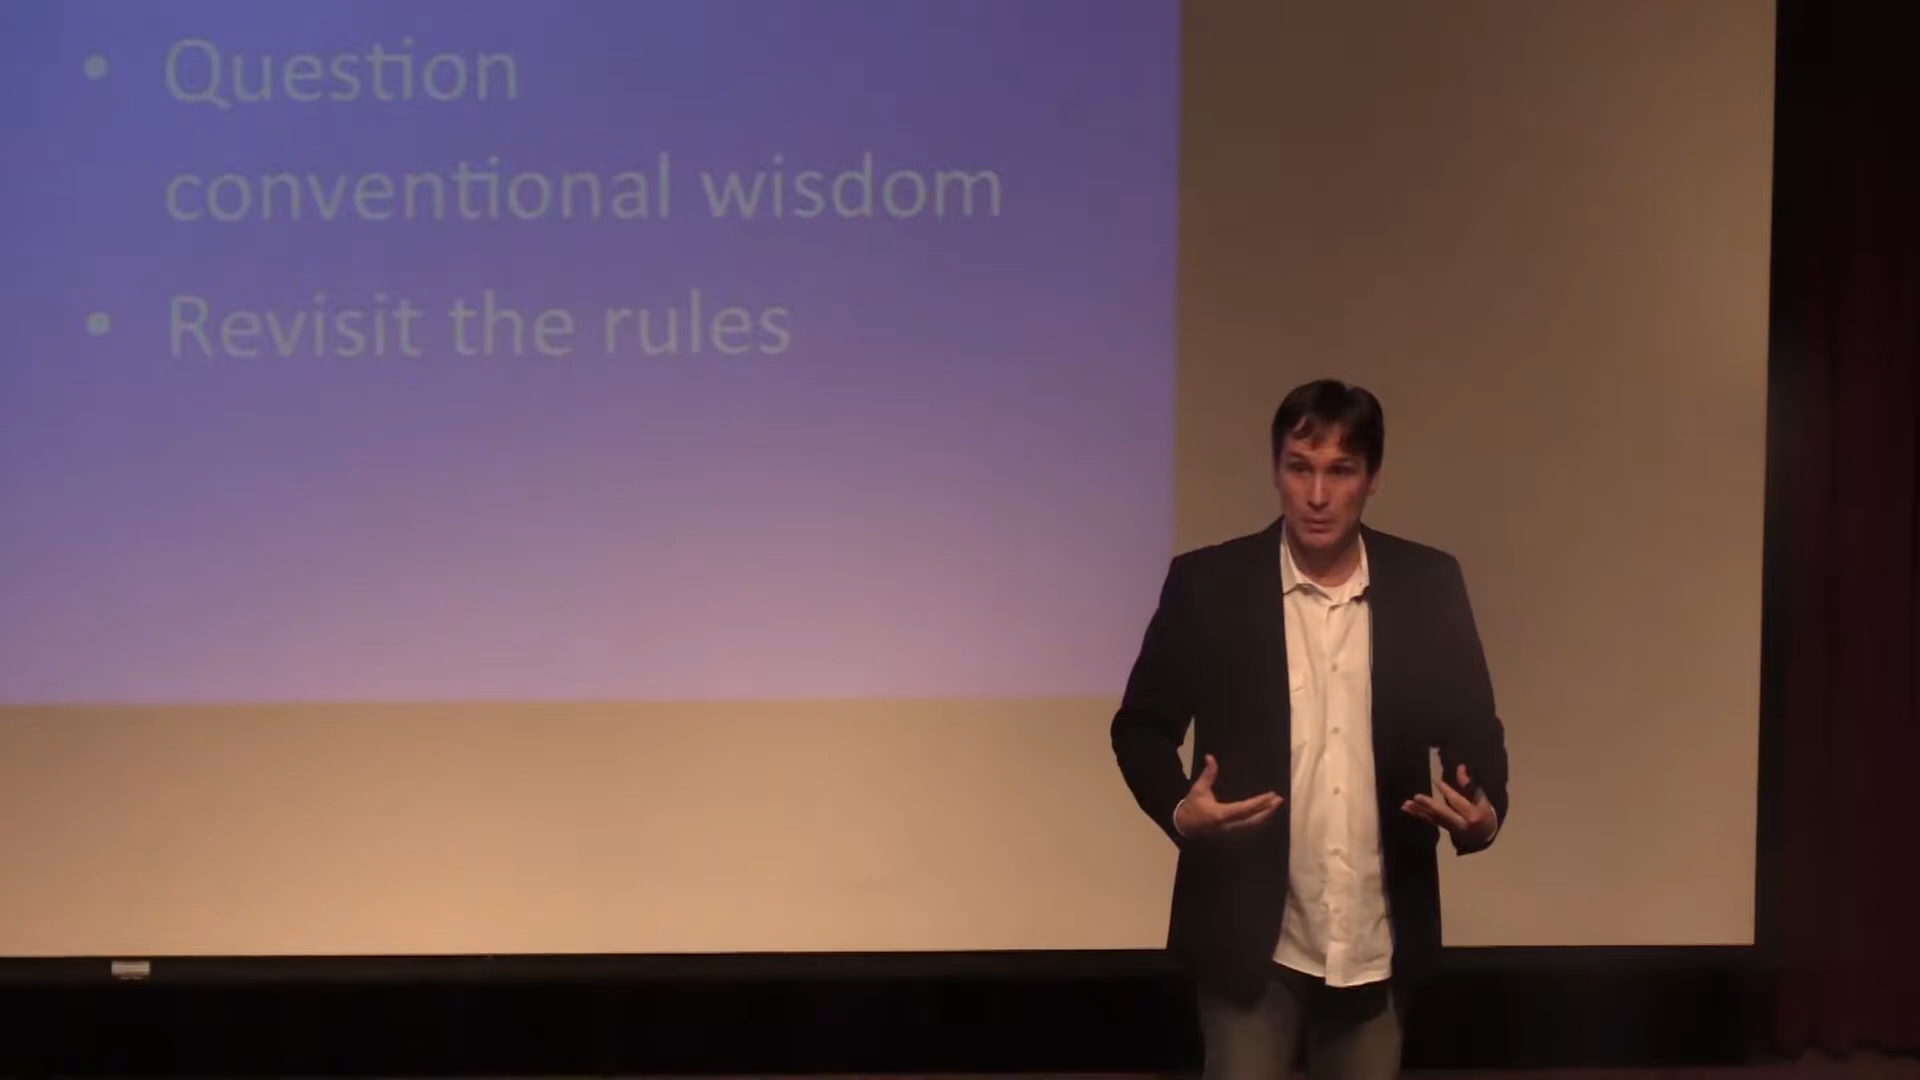 • Question
conventional wisdom
• Revisit the rules